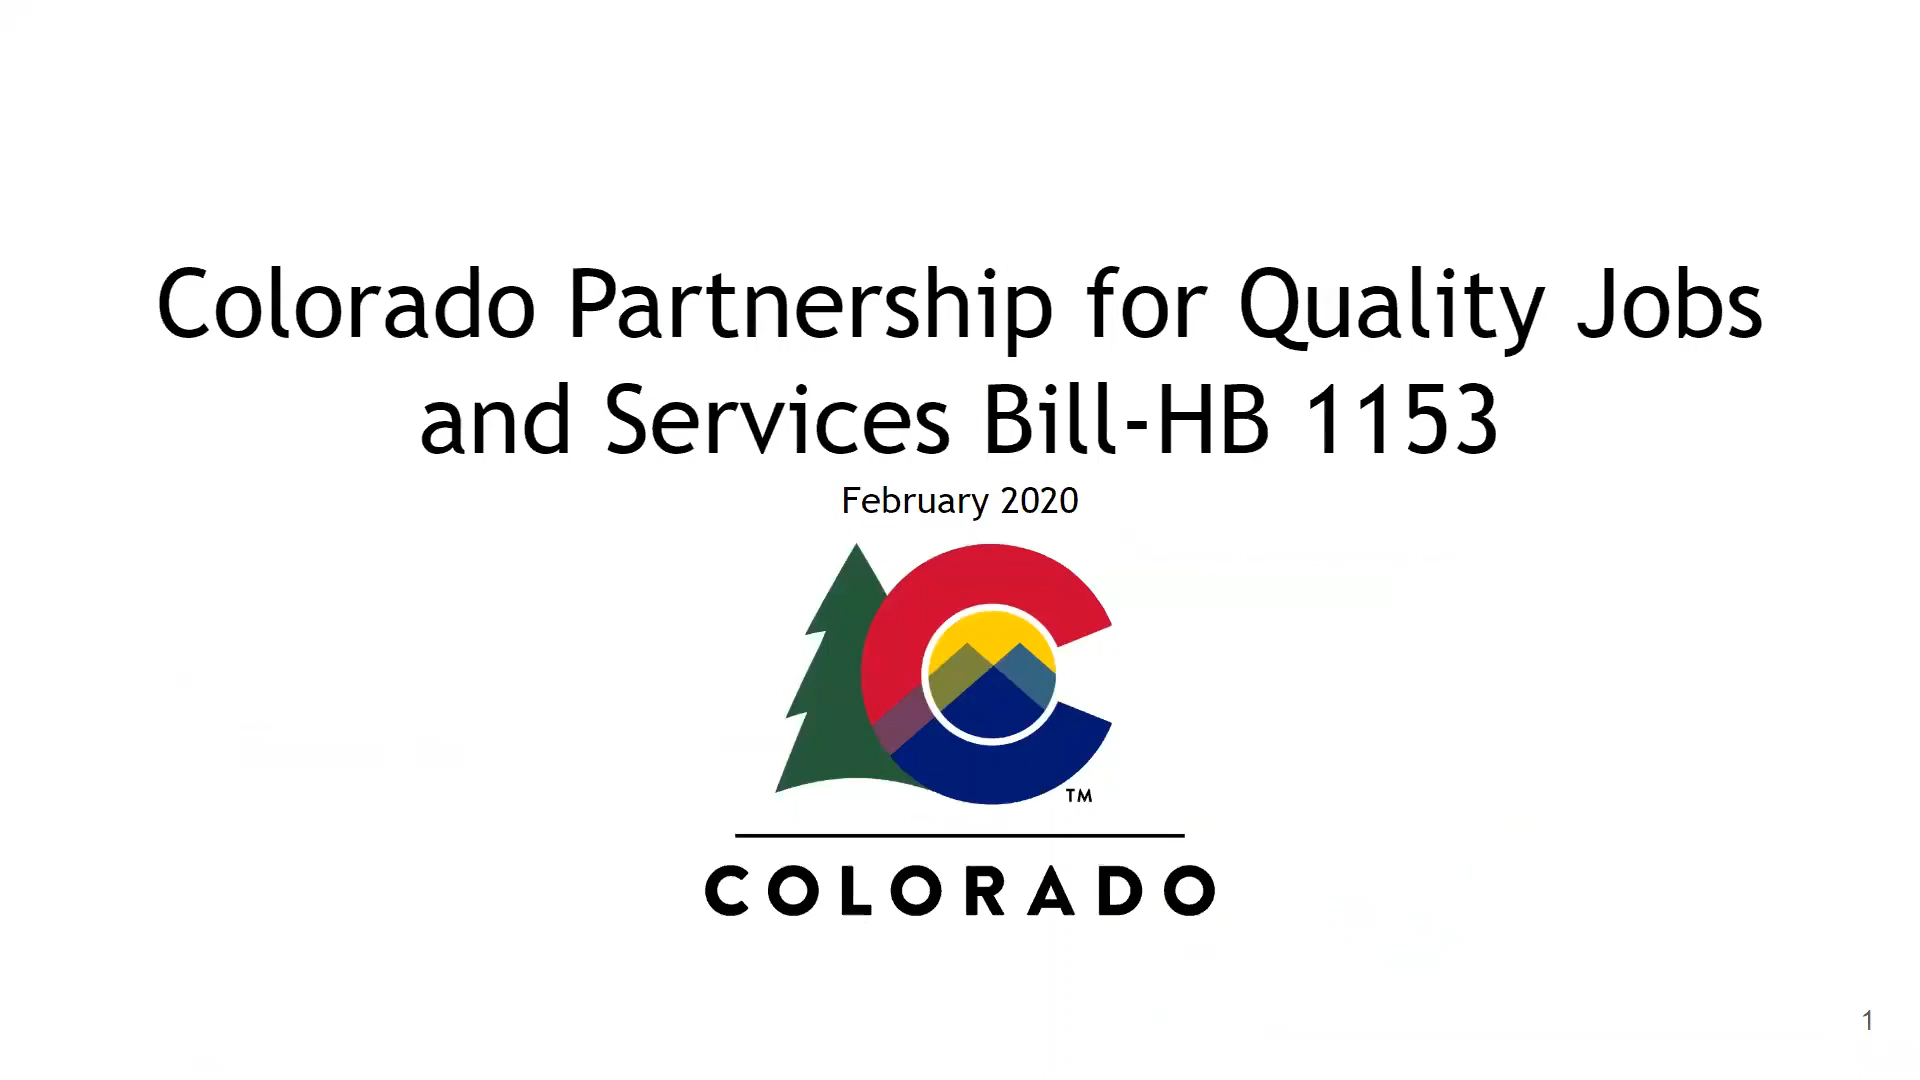 Colorado Partnership for Quality Jobs
and Services Bill-HB 1153
February 2020
TM
COLORADO
1